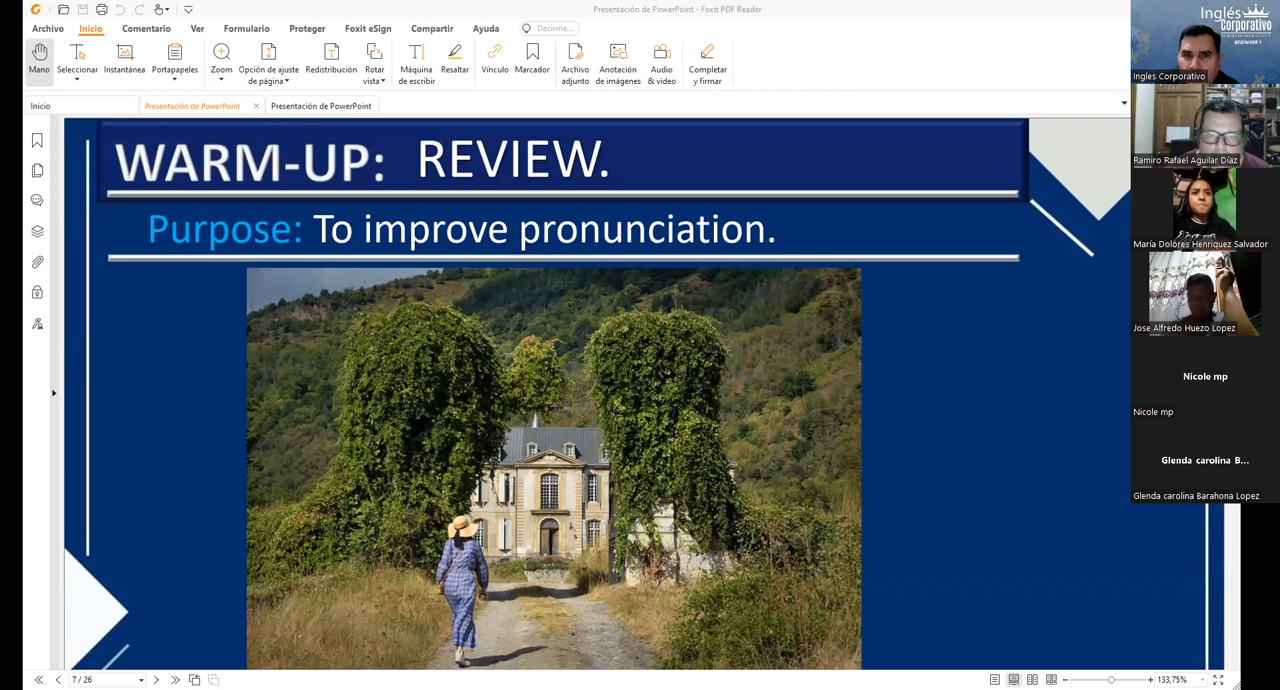 Presentación de PowerPoint - Foxit PDF Reader
Archivo Inicio Comentario Ver Formulario Proteger Foxit eSign Compartir Ayuda Decirme...
Mano Seleccionar Instantánea Portapapeles Zoom Opción de ajuste de página Redistribución Rotar vista Máquina de escribir Resaltar Vínculo Marcador Archivo adjunto Anotación de imágenes Audio & video Completar y firmar
Inicio Presentación de PowerPoint Presentación de PowerPoint
WARM-UP: REVIEW.
Purpose: To improve pronunciation.
7 / 26
133,75%
Inglés
Corporativo
BEGINNER 1
Ingles Corporativo
Ramiro Rafael Aguilar Díaz
María Dolores Henriquez Salvador
Jose Alfredo Huezo Lopez
Nicole mp
Nicole mp
Glenda carolina B...
Glenda carolina Barahona Lopez